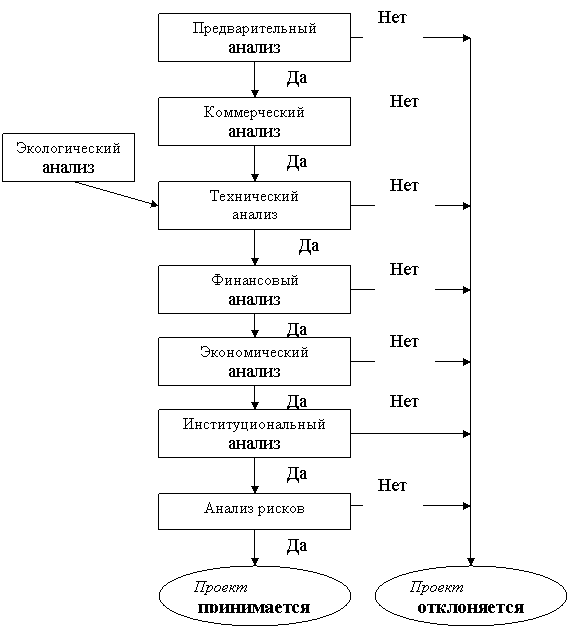 Предварительный
анализ
Нет
Да
Коммерческий
анализ
Нет
Да
Экологический
анализ
Технический
анализ
Нет
Да
Финансовый
анализ
Нет
Да
Экономический
анализ
Нет
Да
Институциональный
анализ
Нет
Да
Анализ рисков
Нет
Да
Проект
принимается
Проект
отклоняется